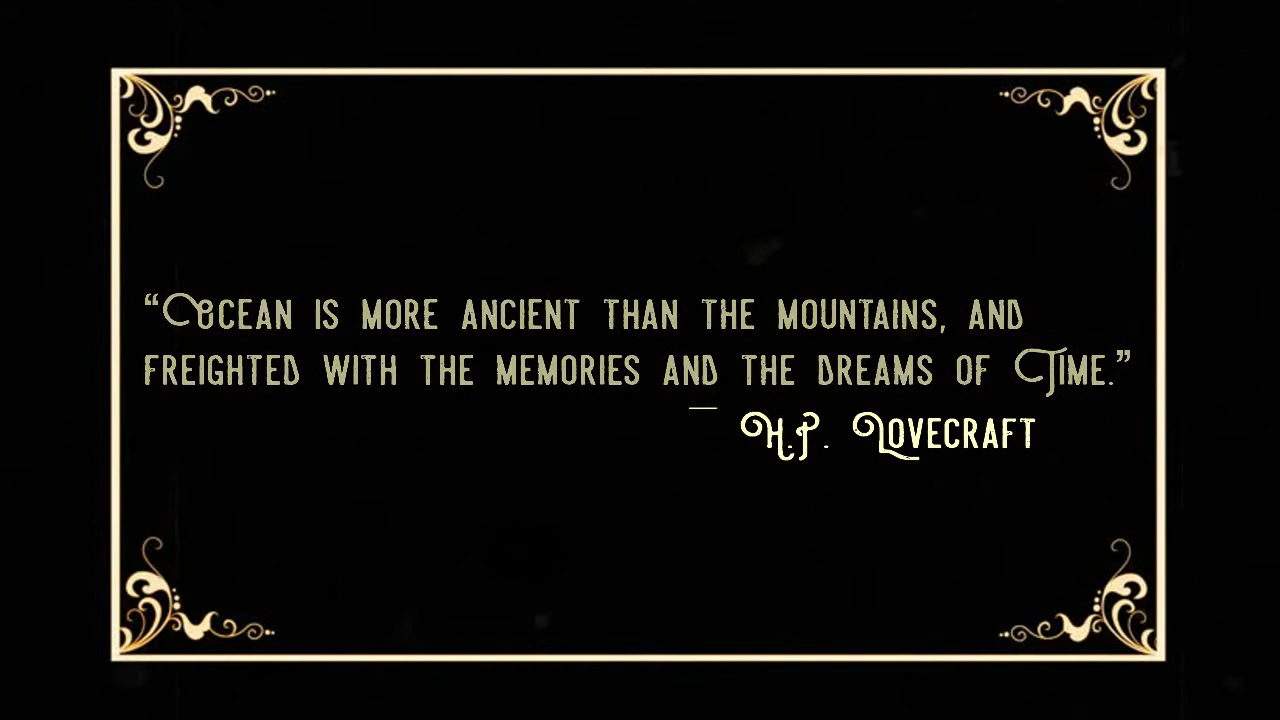 “Ocean is more ancient than the mountains, and
freighted with the memories and the dreams of Time.”
― H.P. Lovecraft